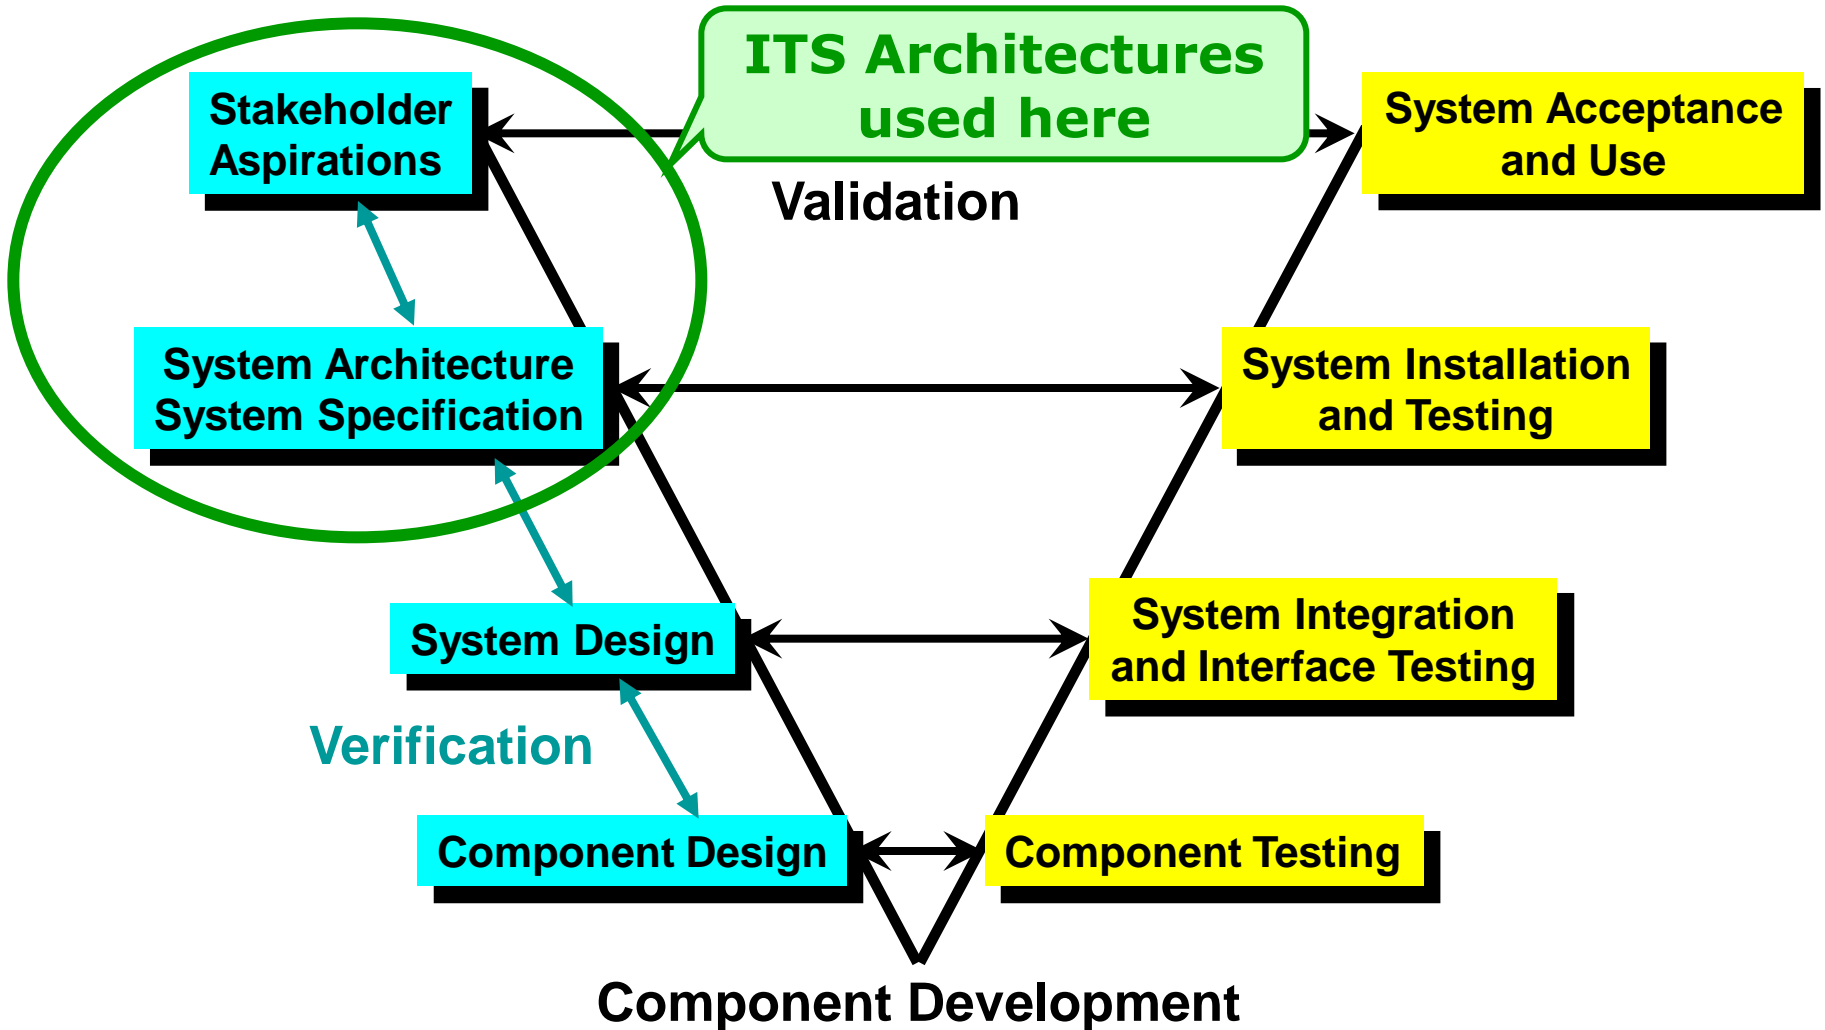 ITS Architectures
used here
Stakeholder
Aspirations
System Acceptance
and Use
Validation
System Architecture
System Specification
System Installation
and Testing
System Design
System Integration
and Interface Testing
Verification
Component Design
Component Testing
Component Development